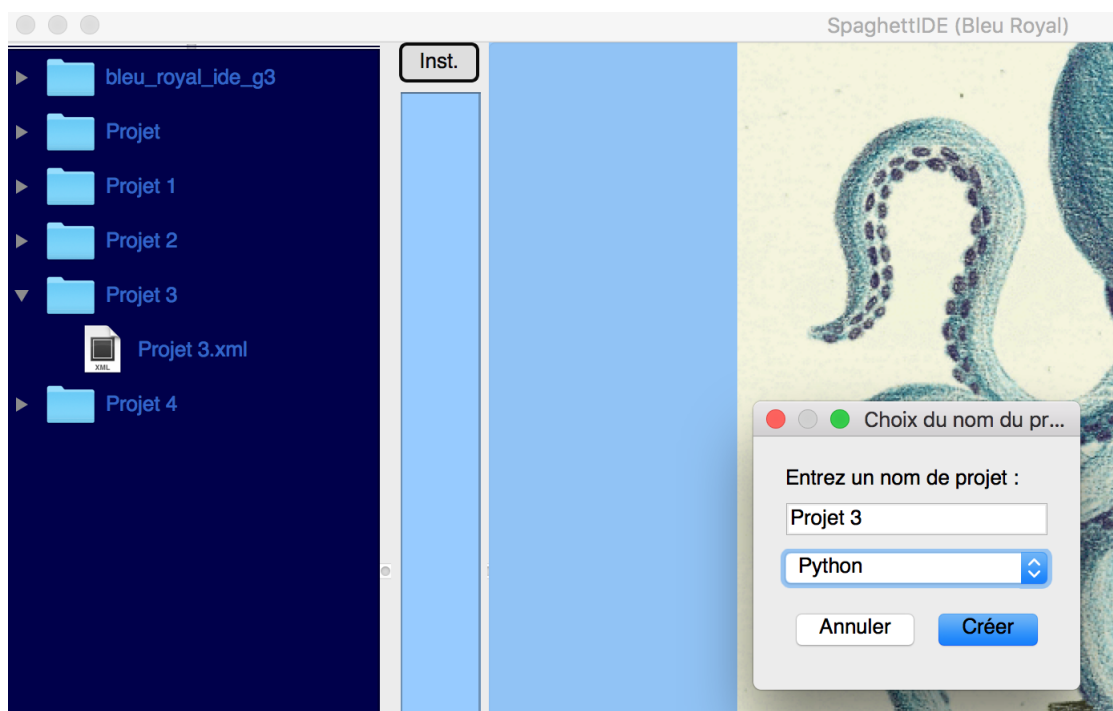 SpaghettIDE (Bleu Royal)
bleu_royal_ide_g3
Projet
Projet 1
Projet 2
Projet 3
XML
Projet 3.xml
Projet 4
Inst.
Choix du nom du pr...
Entrez un nom de projet :
Projet 3
Python
Annuler
Créer